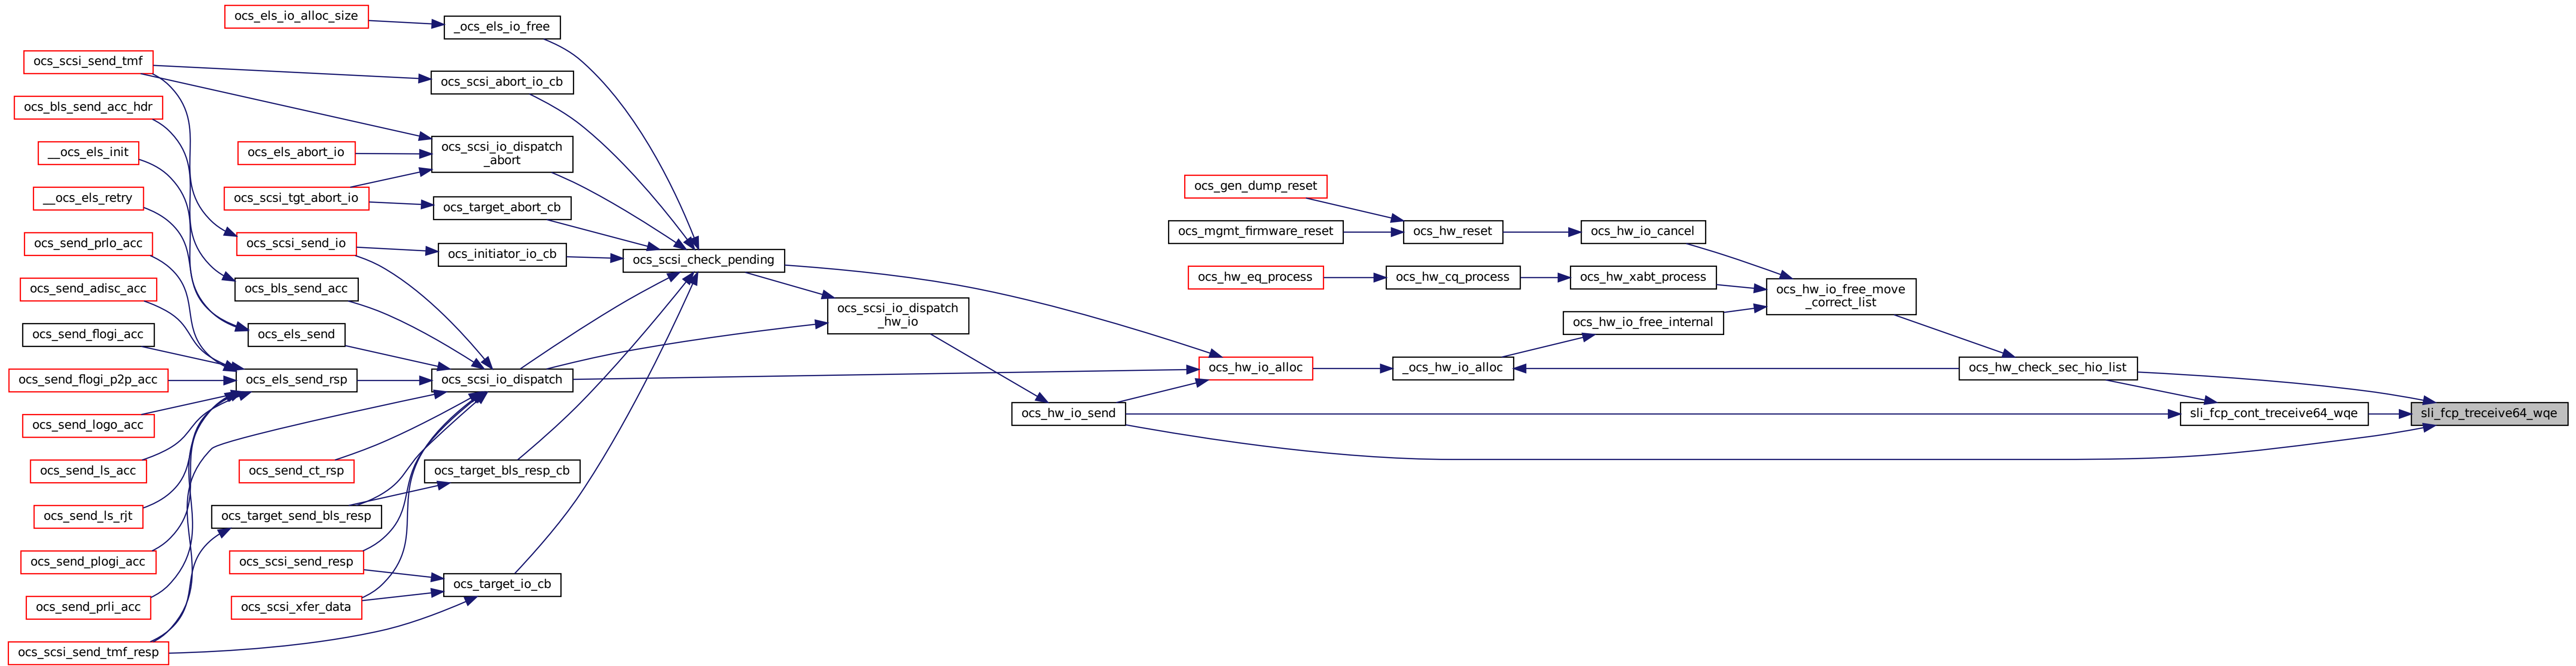 ocs_els_io_alloc_size
_ocs_els_io_free
ocs_scsi_send_tmf
ocs_scsi_abort_io_cb
ocs_bls_send_acc_hdr
__ocs_els_init
ocs_els_abort_io
ocs_scsi_io_dispatch
_abort
__ocs_els_retry
ocs_scsi_tgt_abort_io
ocs_target_abort_cb
ocs_send_prlo_acc
ocs_scsi_send_io
ocs_initiator_io_cb
ocs_scsi_check_pending
ocs_send_adisc_acc
ocs_bls_send_acc
ocs_send_flogi_acc
ocs_els_send
ocs_scsi_io_dispatch
_hw_io
ocs_send_flogi_p2p_acc
ocs_els_send_rsp
ocs_scsi_io_dispatch
ocs_send_logo_acc
ocs_send_ls_acc
ocs_send_ct_rsp
ocs_target_bls_resp_cb
ocs_send_ls_rjt
ocs_target_send_bls_resp
ocs_send_plogi_acc
ocs_scsi_send_resp
ocs_target_io_cb
ocs_send_prli_acc
ocs_scsi_xfer_data
ocs_scsi_send_tmf_resp
ocs_gen_dump_reset
ocs_mgmt_firmware_reset
ocs_hw_reset
ocs_hw_io_cancel
ocs_hw_eq_process
ocs_hw_cq_process
ocs_hw_xabt_process
ocs_hw_io_free_move
_correct_list
ocs_hw_io_free_internal
ocs_hw_io_alloc
_ocs_hw_io_alloc
ocs_hw_check_sec_hio_list
ocs_hw_io_send
sli_fcp_cont_treceive64_wqe
sli_fcp_treceive64_wqe